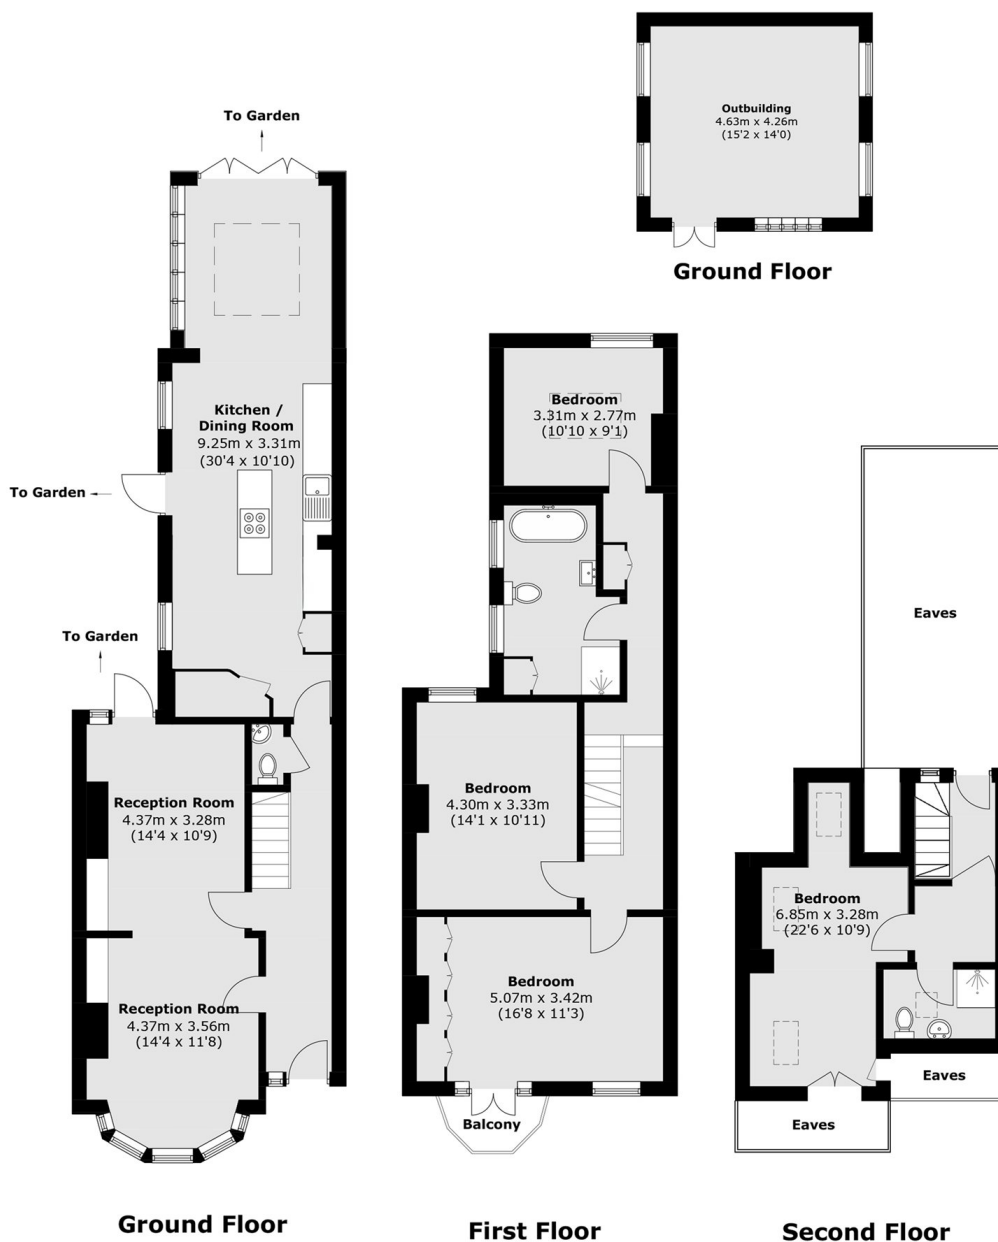 Outbuilding
4.63m x 4.26m
(15'2 x 14'0)
Ground Floor
To Garden
Kitchen /
Dining Room
9.25m x 3.31m
(30'4 x 10'10)
To Garden
To Garden
Reception Room
4.37m x 3.28m
(14'4 x 10'9)
Reception Room
4.37m x 3.56m
(14'4 x 11'8)
Ground Floor
Bedroom
3.31m x 2.77m
(10'10 x 9'1)
Bedroom
4.30m x 3.33m
(14'1 x 10'11)
Bedroom
5.07m x 3.42m
(16'8 x 11'3)
Balcony
First Floor
Eaves
Bedroom
6.85m x 3.28m
(22'6 x 10'9)
Eaves
Eaves
Second Floor